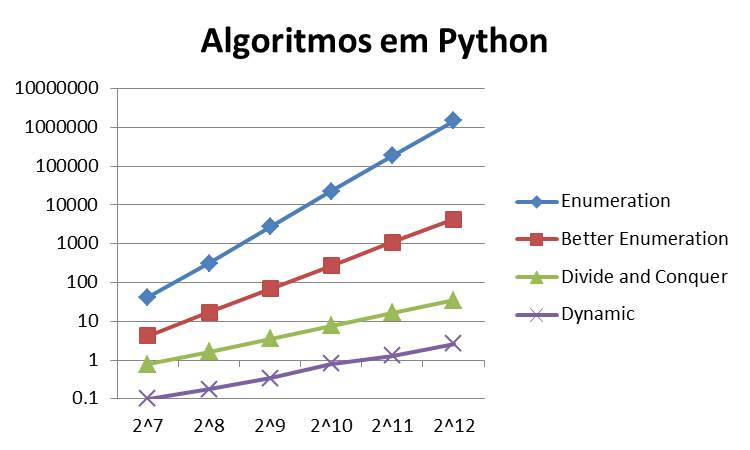 Algoritmos em Python
10000000
1000000
100000
10000
1000
100
10
1
0.1
2^7 2^8 2^9 2^10 2^11 2^12
Enumeration
Better Enumeration
Divide and Conquer
Dynamic